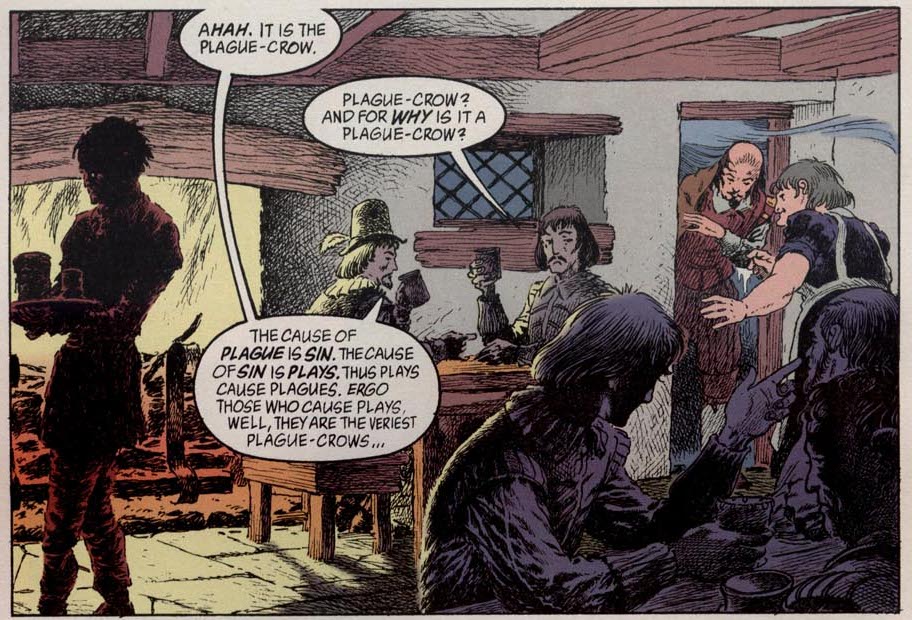 AHAH. IT IS THE
PLAGUE-CROW.
PLAGUE-CROW?
AND FOR WHY IS IT A
PLAGUE-CROW?
THE CAUSE OF
PLAGUE IS SIN. THE CAUSE
OF SIN IS PLAYS. THUS PLAYS
CAUSE PLAGUES. ERGO
THOSE WHO CAUSE PLAYS,
WELL, THEY ARE THE VERIEST
PLAGUE-CROWS...